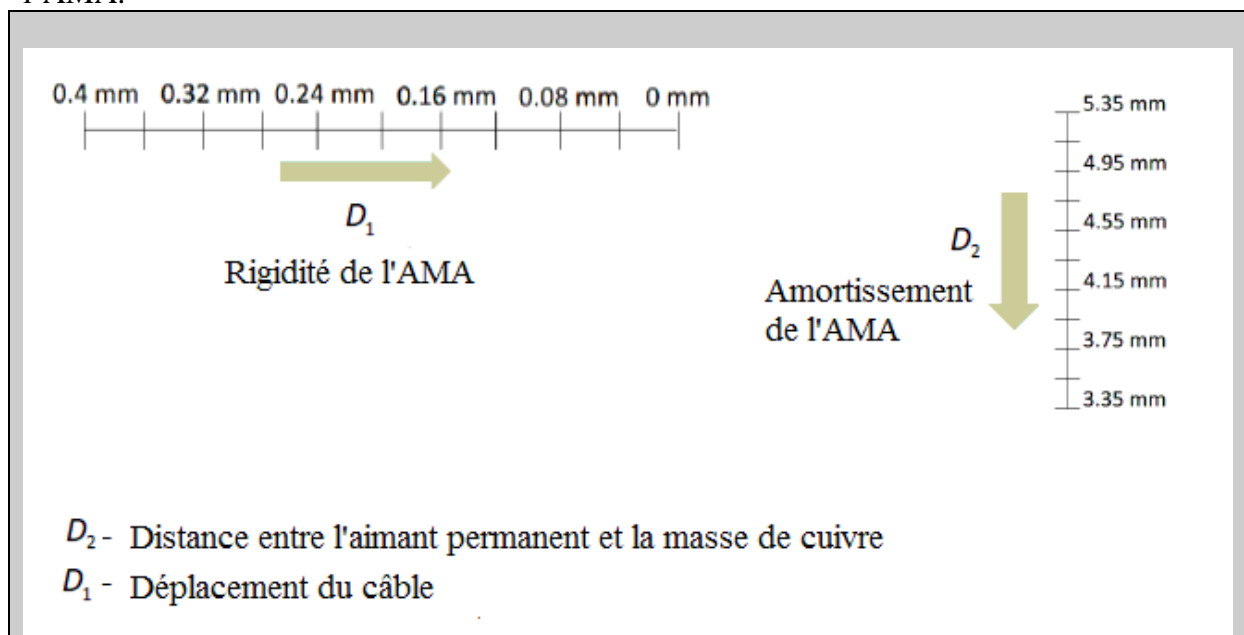 l'AMA.
0.4 mm 0.32 mm 0.24 mm 0.16 mm 0.08 mm 0 mm
D1
Rigidité de l'AMA
5.35 mm
4.95 mm
4.55 mm
4.15 mm
3.75 mm
3.35 mm
D2
Amortissement
de l'AMA
D2 - Distance entre l'aimant permanent et la masse de cuivre
D1 - Déplacement du câble